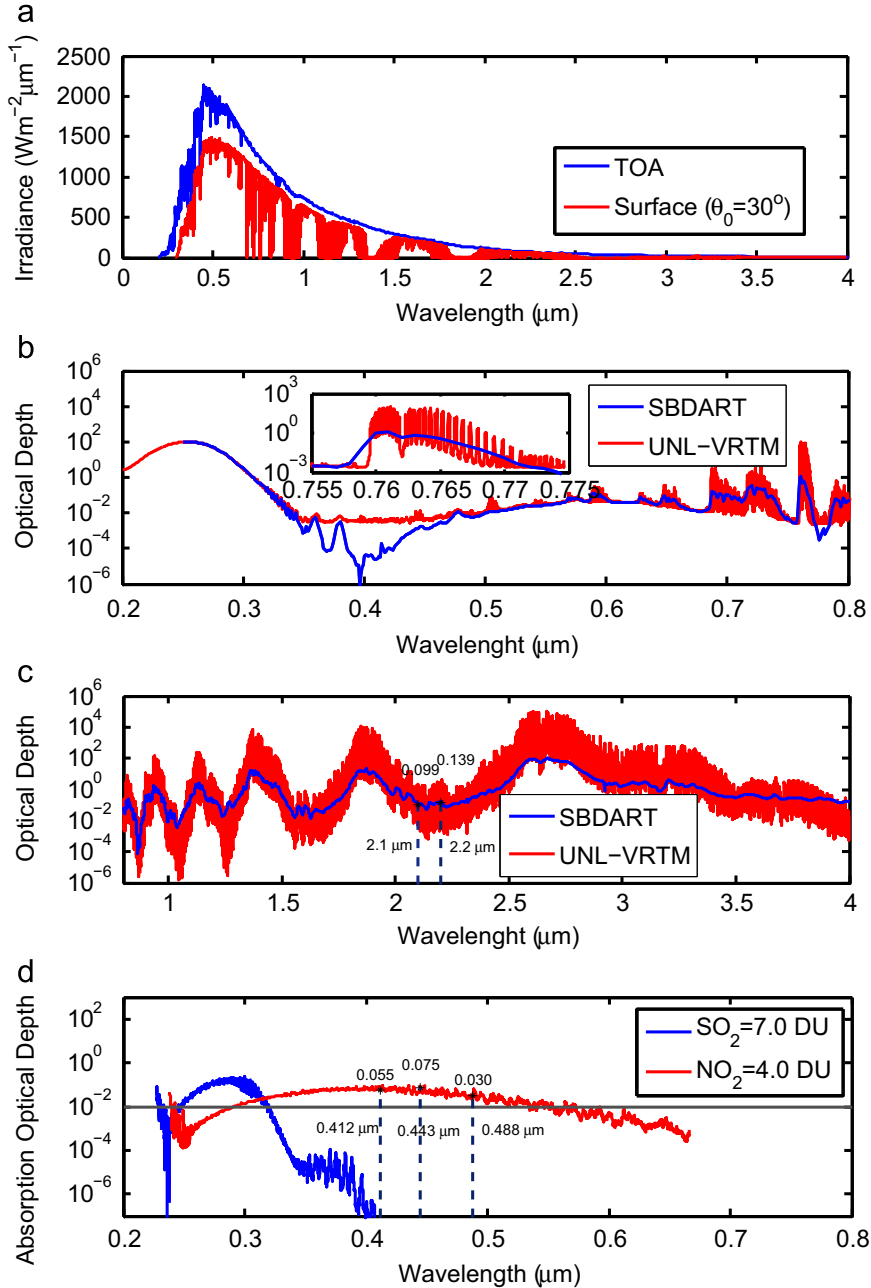 a
2500
2000
1500
1000
500
0
Irradiance (Wm⁻²μm⁻¹)
TOA
Surface (θ₀=30°)
0 0.5 1 1.5 2 2.5 3 3.5 4
Wavelength (μm)
b
10⁶
10⁴
10²
10⁰
10⁻²
10⁻⁴
10⁻⁶
Optical Depth
10³
10⁰
10⁻³
0.755 0.76 0.765 0.77 0.775
SBDART
UNL−VRTM
0.2 0.3 0.4 0.5 0.6 0.7 0.8
Wavelenght (μm)
c
10⁶
10⁴
10²
10⁰
10⁻²
10⁻⁴
10⁻⁶
Optical Depth
0.099
0.139
2.1 μm
2.2 μm
SBDART
UNL−VRTM
1 1.5 2 2.5 3 3.5 4
Wavelenght (μm)
d
10²
10⁰
10⁻²
10⁻⁴
10⁻⁶
Absorption Optical Depth
SO₂=7.0 DU
NO₂=4.0 DU
0.055
0.075
0.030
0.412 μm
0.443 μm
0.488 μm
0.2 0.3 0.4 0.5 0.6 0.7 0.8
Wavelength (μm)